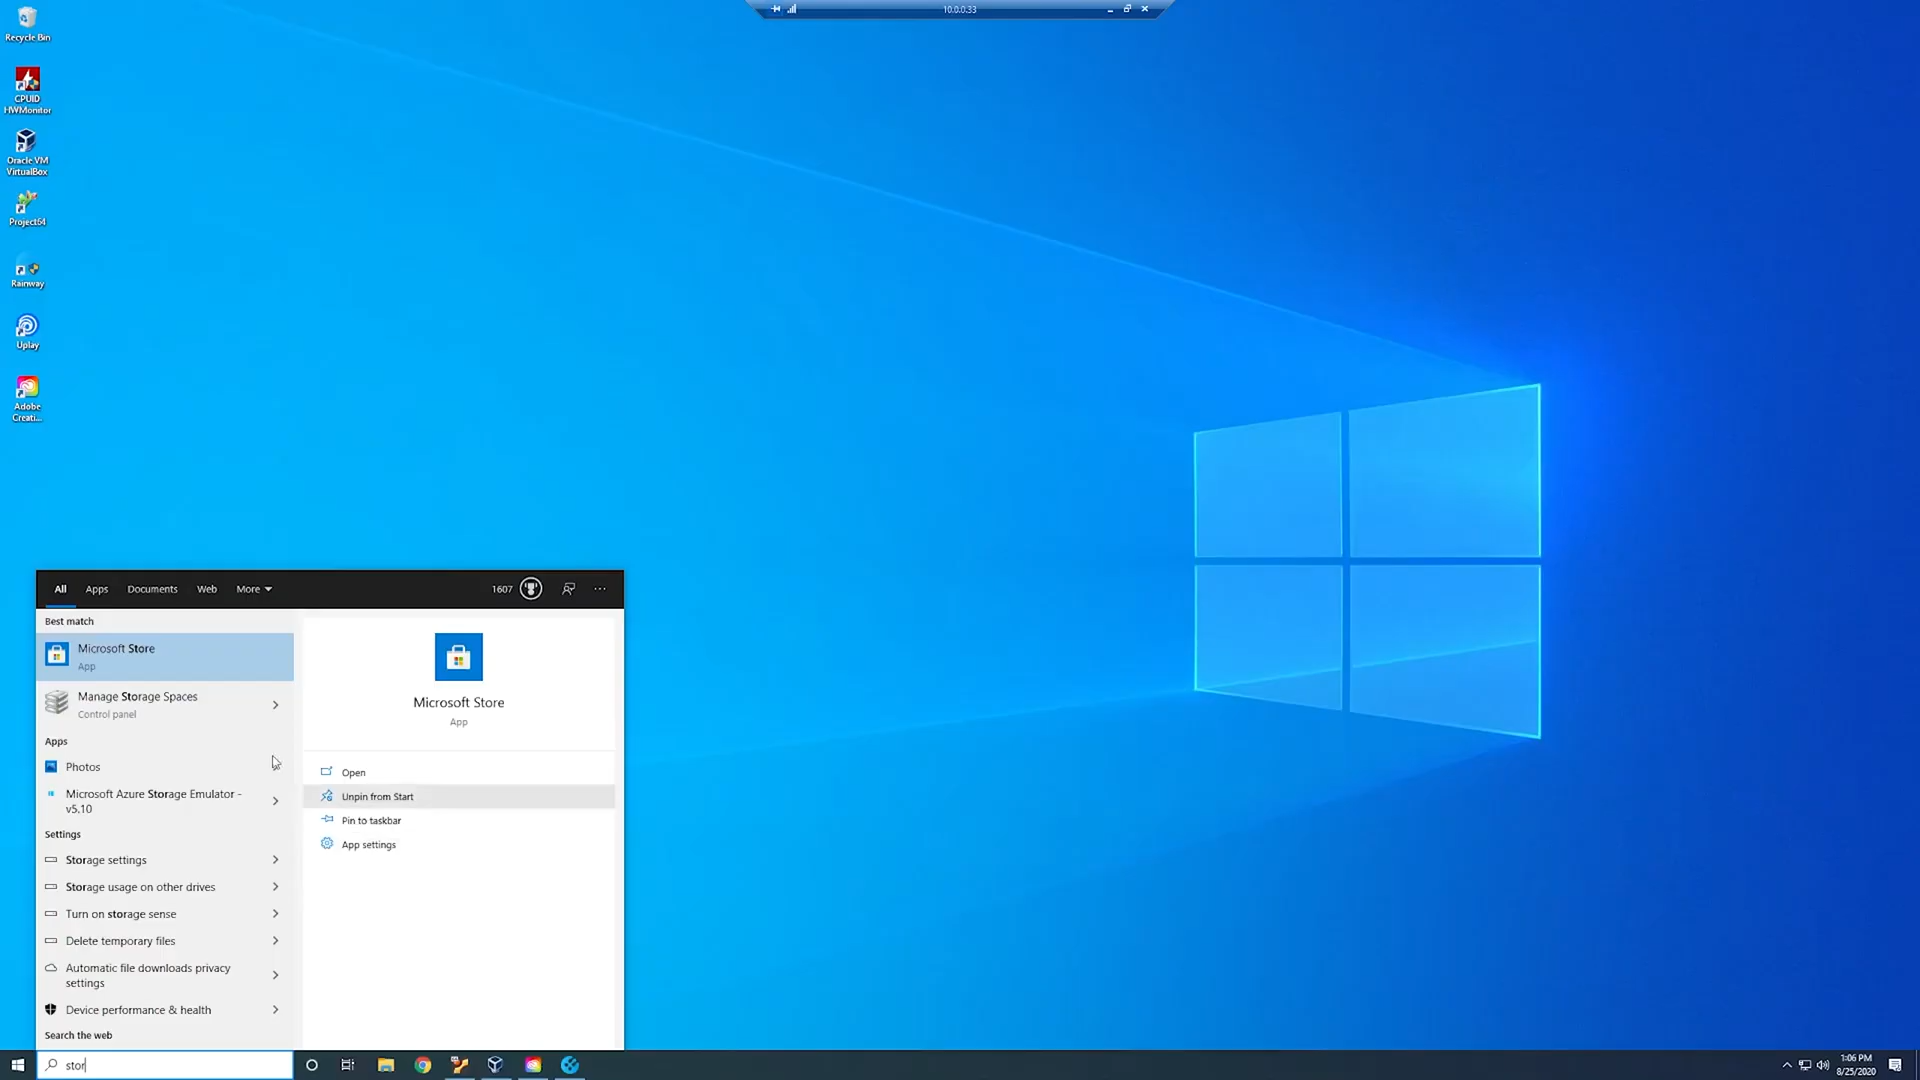 10.0.0.33
Recycle Bin
CPUID
HWMonitor
Oracle VM
VirtualBox
Project64
Rainway
Uplay
Adobe
Creati...
All
Apps
Documents
Web
More
1607
Best match
Microsoft Store
App
Manage Storage Spaces
Control panel
Apps
Photos
Microsoft Azure Storage Emulator -
v5.10
Settings
Storage settings
Storage usage on other drives
Turn on storage sense
Delete temporary files
Automatic file downloads privacy
settings
Device performance & health
Search the web
Microsoft Store
App
Open
Unpin from Start
Pin to taskbar
App settings
stor
1:06 PM
8/25/2020